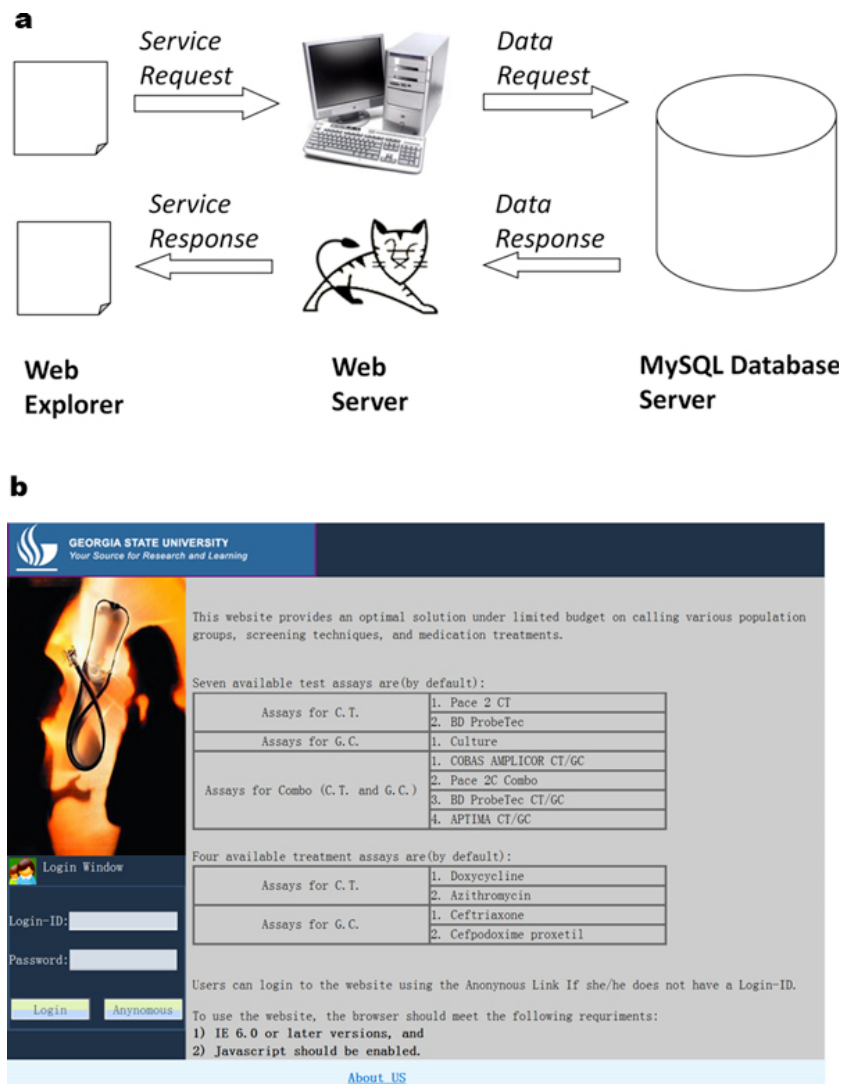 a
Service
Request
Data
Request
Service
Response
Data
Response
Web
Explorer
Web
Server
MySQL Database
Server
b
GEORGIA STATE UNIVERSITY
Your Source for Research and Learning
This website provides an optimal solution under limited budget on calling various population
groups, screening techniques, and medication treatments.
Seven available test assays are(by default):
Assays for C.T.
1. Pace 2 CT
2. BD ProbeTec
Assays for G.C.
1. Culture
Assays for Combo (C.T. and G.C.)
1. COBAS AMPLICOR CT/GC
2. Pace 2C Combo
3. BD ProbeTec CT/GC
4. APTIMA CT/GC
Four available treatment assays are(by default):
Assays for C.T.
1. Doxycycline
2. Azithromycin
Assays for G.C.
1. Ceftriaxone
2. Cefpodoxime proxetil
Login Window
Login-ID:
Password:
Login
Anynomous
Users can login to the website using the Anonynous Link If she/he does not have a Login-ID.
To use the website, the browser should meet the following requriments:
1) IE 6.0 or later versions, and
2) Javascript should be enabled.
About US